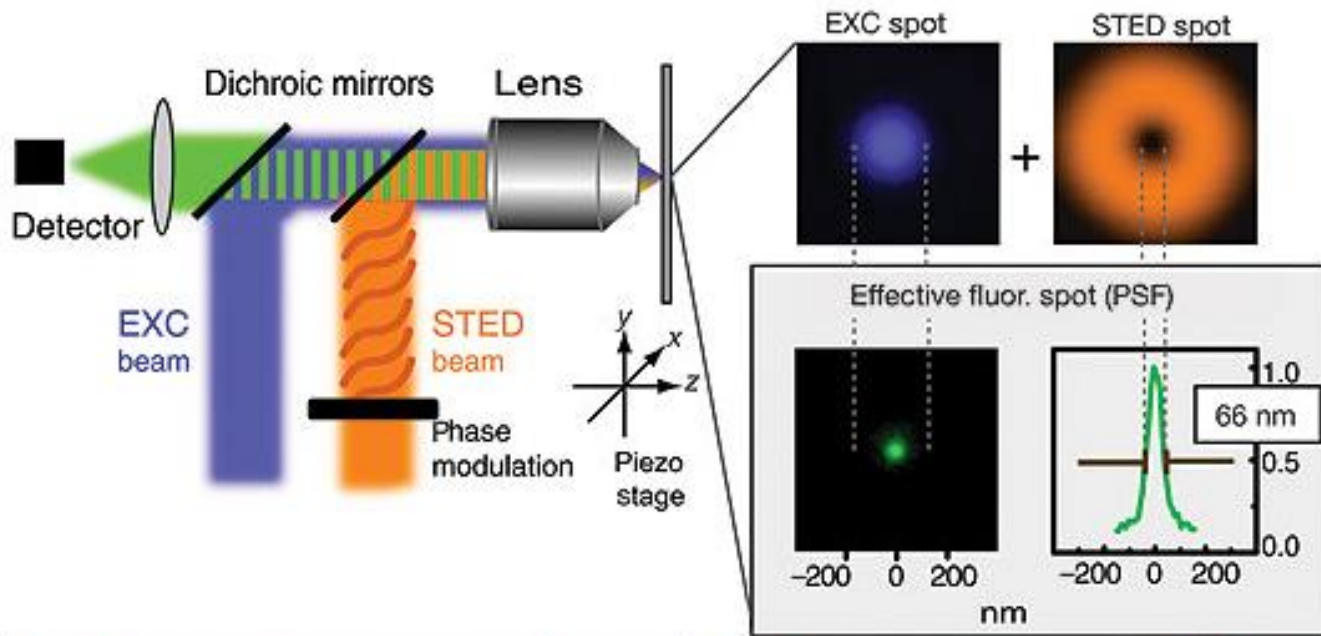 EXC spot
STED spot
Dichroic mirrors
Lens
+
Detector
EXC
beam
STED
beam
Phase
modulation
y
x
z
Piezo
stage
Effective fluor. spot (PSF)
1.0
66 nm
0.5
0.0
−200 0 200
−200 0 200
nm